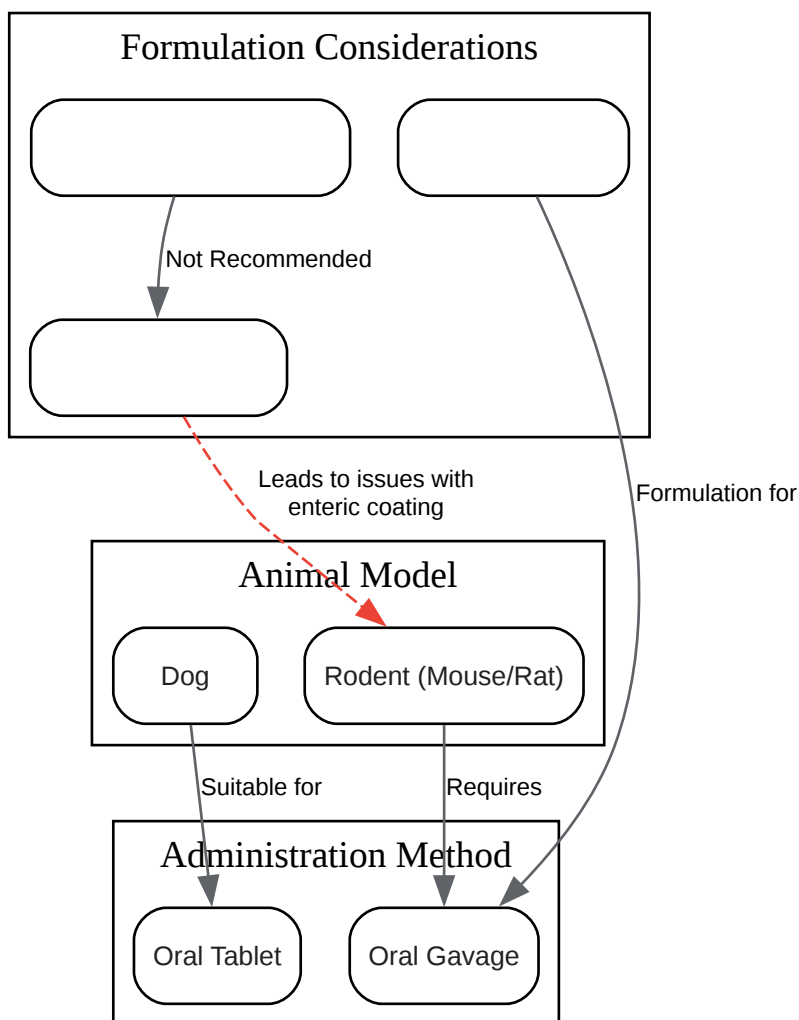 Formulation Considerations
Not Recommended
Leads to issues with
enteric coating
Formulation for
Animal Model
Dog
Rodent (Mouse/Rat)
Suitable for
Requires
Administration Method
Oral Tablet
Oral Gavage